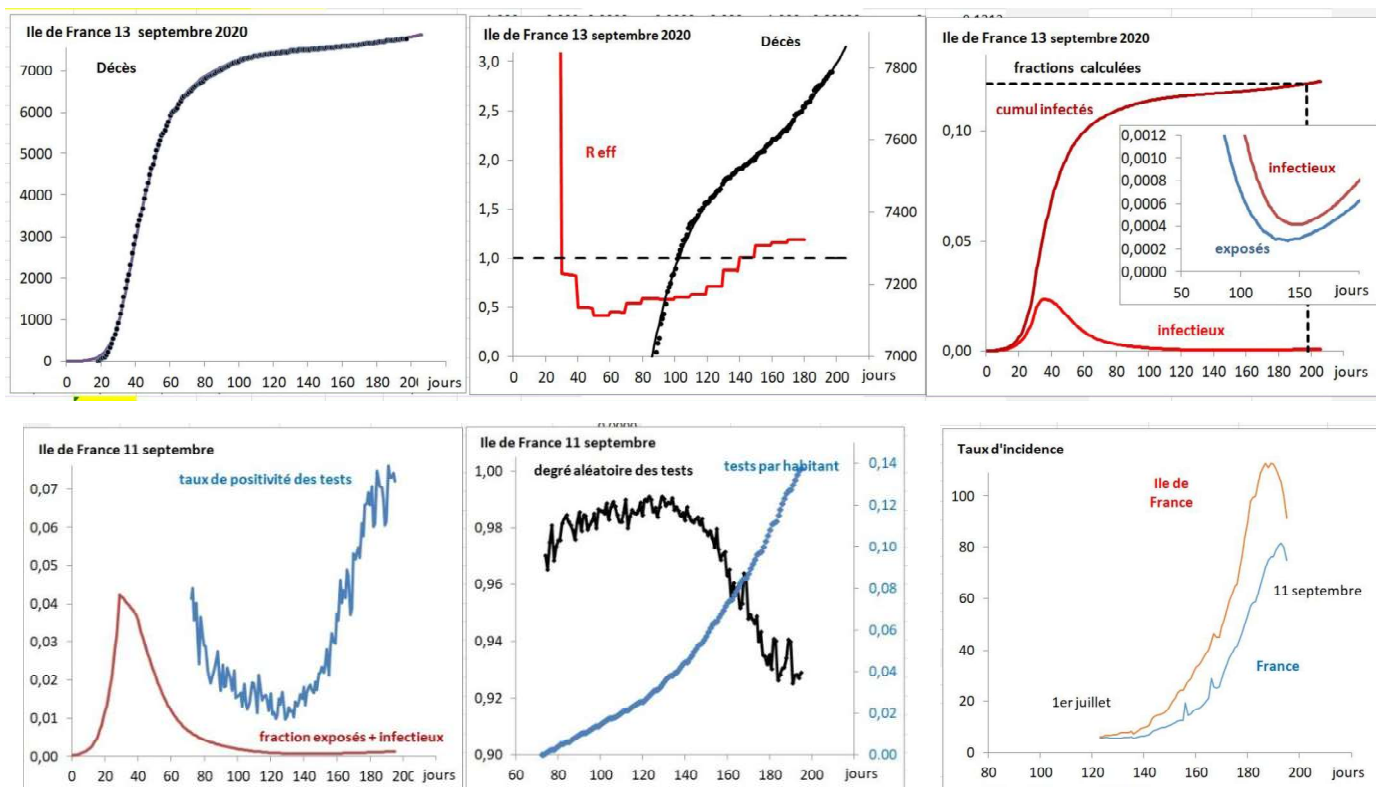 Ile de France 13 septembre 2020
Décès
7000
6000
5000
4000
3000
2000
1000
0
0 20 40 60 80 100 120 140 160 180 20 jours
Ile de France 13 septembre 2020
Décès
R eff
3,0
2,5
2,0
1,5
1,0
0,5
0,0
7800
7600
7400
7200
7000
0 20 40 60 80 100 120 140 160 180 200 jours
Ile de France 13 septembre 2020
fractions calculées
cumul infectés
0,10
0,05
0,00
infectieux
0 20 40 60 80 100 120 140 160 180 200 jours
0,0012
0,0010
0,0008
0,0006
0,0004
0,0002
0,0000
infectieux
exposés
50 100 150 jours
Ile de France 11 septembre
taux de positivité des tests
0,07
0,06
0,05
0,04
0,03
0,02
0,01
0,00
fraction exposés + infectieux
0 20 40 60 80 100 120 140 160 180 200 jours
Ile de France 11 septembre
degré aléatoire des tests
tests par habitant
1,00
0,98
0,96
0,94
0,92
0,90
0,14
0,12
0,10
0,08
0,06
0,04
0,02
0.00
60 80 100 120 140 160 180 200 jours
Taux d'incidence
Ile de
France
100
80
60
40
20
0
11 septembre
France
1er juillet
80 100 120 140 160 180 200 jours